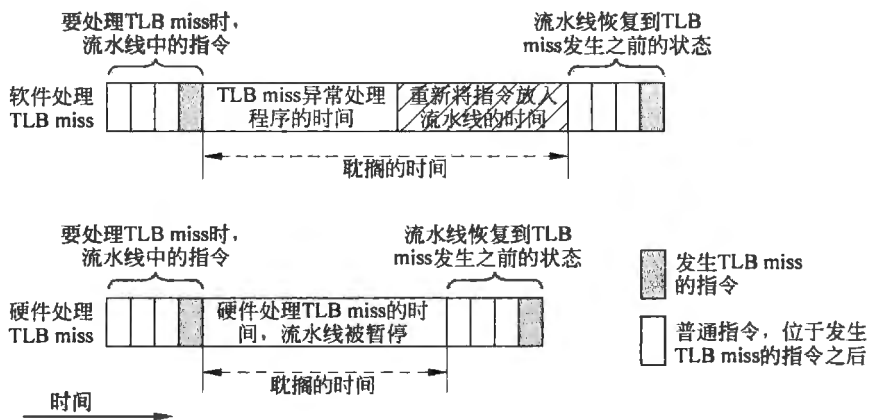 要处理TLB miss时，
流水线中的指令
流水线恢复到TLB
miss发生之前的状态
软件处理
TLB miss
TLB miss异常处理
程序的时间
重新将指令放入
流水线的时间
耽搁的时间
要处理TLB miss时，
流水线中的指令
流水线恢复到TLB
miss发生之前的状态
硬件处理
TLB miss
硬件处理TLB miss的时
间，流水线被暂停
耽搁的时间
时间
发生TLB miss
的指令
普通指令，位于发生
TLB miss的指令之后